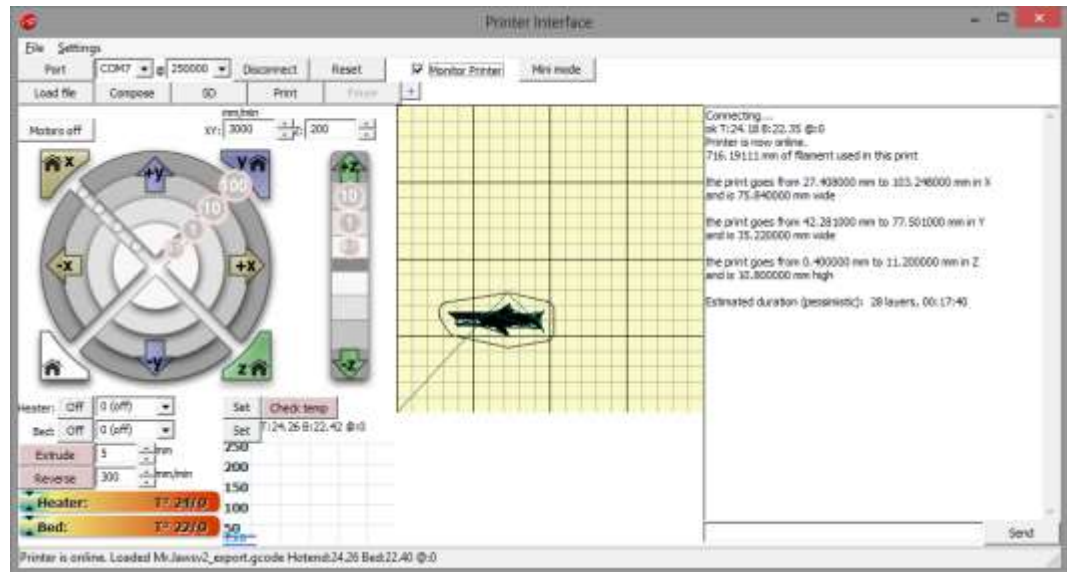 Printer Interface
File Settings
Port COM7 @ 250000 Disconnect Reset Monitor Printer Mini mode
Load file Compose SD Print Pause +
mm/min
Motors off XY: 3000 Z: 200
x y +y +z
100
10 10
1 1
-x +x
-y z -z
Heater: Off 0 (off) Set Check temp
Bed: Off 0 (off) Set T:24.26 B:22.42 @:0
Extrude 5 mm
Reverse 300 mm/min
250
200
150
100
50
Heater: T° 24/0
Bed: T° 22/0
Connecting...
ok T:24.18 B:22.35 @:0
Printer is now online.
716.19111 mm of filament used in this print
the print goes from 27.408000 mm to 103.248000 mm in X
and is 75.840000 mm wide
the print goes from 42.281000 mm to 77.501000 mm in Y
and is 35.220000 mm wide
the print goes from 0.400000 mm to 11.200000 mm in Z
and is 10.800000 mm high
Estimated duration (pessimistic): 28 layers, 00:17:40
Send
Printer is online. Loaded Mr.Jawsv2_export.gcode Hotend:24.26 Bed:22.40 @:0